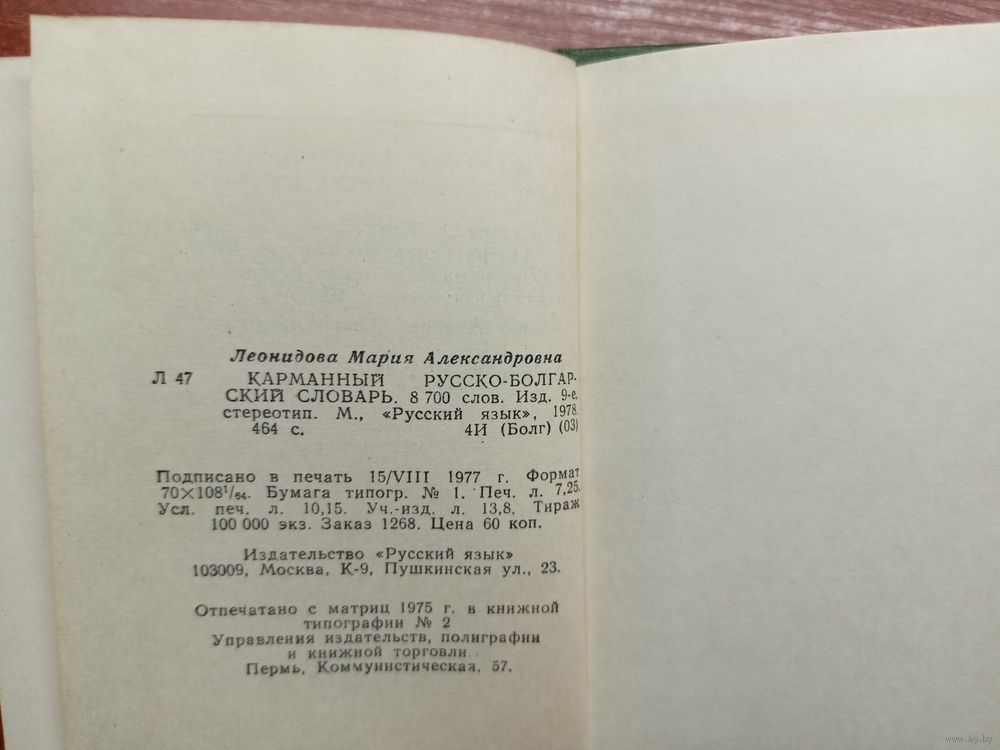 Леонидова Мария Александровна
Л 47 КАРМАННЫЙ РУССКО-БОЛГАР-
СКИЙ СЛОВАРЬ. 8 700 слов. Изд. 9-е,
стереотип. М., «Русский язык», 1978.
464 с. 4И (Болг) (03)
Подписано в печать 15/VIII 1977 г. Формат
70×108¹/₆₄. Бумага типогр. № 1. Печ. л. 7,25.
Усл. печ. л. 10,15. Уч.-изд. л. 13,8. Тираж
100 000 экз. Заказ 1268. Цена 60 коп.
Издательство «Русский язык»
103009, Москва, К-9, Пушкинская ул., 23.
Отпечатано с матриц 1975 г. в книжной
типографии № 2
Управления издательств, полиграфии
и книжной торговли.
Пермь, Коммунистическая, 57.
www.ay.by